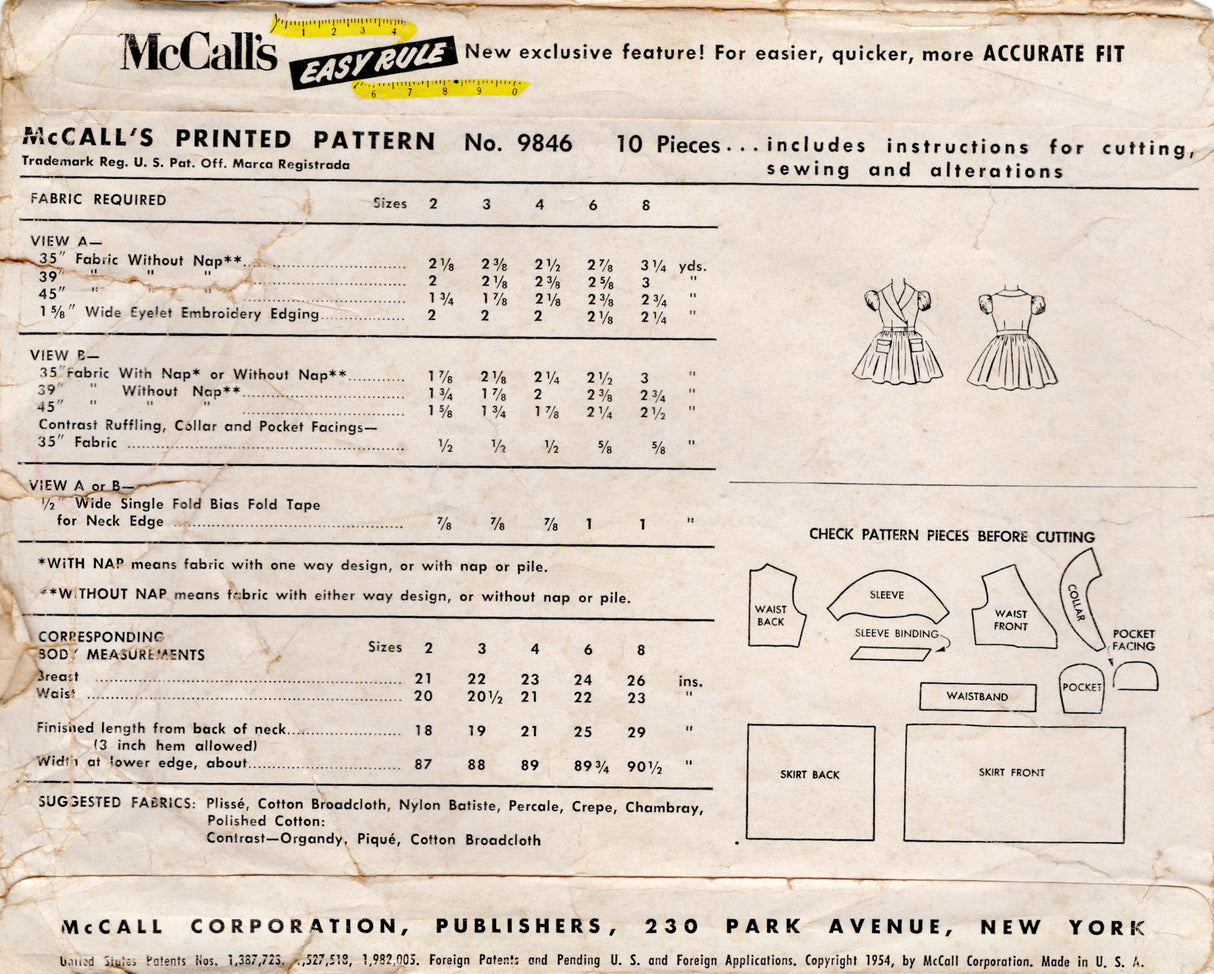 McCall's EASY RULE New exclusive feature! For easier, quicker, more ACCURATE FIT
1 2 3 4
6 7 8 9 0
McCALL'S PRINTED PATTERN No. 9846 10 Pieces... includes instructions for cutting,
Trademark Reg. U. S. Pat. Off. Marca Registrada
sewing and alterations
FABRIC REQUIRED Sizes 2 3 4 6 8
VIEW A—
35" Fabric Without Nap** 2 1/8 2 3/8 2 1/2 2 7/8 3 1/4 yds.
39" " " 2 2 1/8 2 3/8 2 5/8 3 "
45" " " 1 3/4 1 7/8 2 1/8 2 3/8 2 3/4 "
1 5/8" Wide Eyelet Embroidery Edging 2 2 2 2 1/8 2 1/4 "
VIEW B—
35" Fabric With Nap* or Without Nap** 1 7/8 2 1/8 2 1/4 2 1/2 3 "
39" " Without Nap** 1 3/4 1 7/8 2 2 3/8 2 3/4 "
45" " " " 1 5/8 1 3/4 1 7/8 2 1/4 2 1/2 "
Contrast Ruffling, Collar and Pocket Facings—
35" Fabric 1/2 1/2 1/2 5/8 5/8 "
VIEW A or B—
1/2" Wide Single Fold Bias Fold Tape
for Neck Edge 7/8 7/8 7/8 1 1 "
*WITH NAP means fabric with one way design, or with nap or pile.
**WITHOUT NAP means fabric with either way design, or without nap or pile.
CORRESPONDING
BODY MEASUREMENTS Sizes 2 3 4 6 8
Breast 21 22 23 24 26 ins.
Waist 20 20 1/2 21 22 23 "
Finished length from back of neck 18 19 21 25 29 "
(3 inch hem allowed)
Width at lower edge, about 87 88 89 89 3/4 90 1/2 "
SUGGESTED FABRICS: Plissé, Cotton Broadcloth, Nylon Batiste, Percale, Crepe, Chambray,
Polished Cotton:
Contrast—Organdy, Piqué, Cotton Broadcloth
CHECK PATTERN PIECES BEFORE CUTTING
WAIST
BACK
SLEEVE
SLEEVE BINDING
WAIST
FRONT
COLLAR
POCKET
FACING
WAISTBAND
POCKET
SKIRT BACK
SKIRT FRONT
McCALL CORPORATION, PUBLISHERS, 230 PARK AVENUE, NEW YORK
United States Patents Nos. 1,387,723, ,527,518, 1,982,005. Foreign Patents and Pending U. S. and Foreign Applications. Copyright 1954, by McCall Corporation. Made in U. S. A.